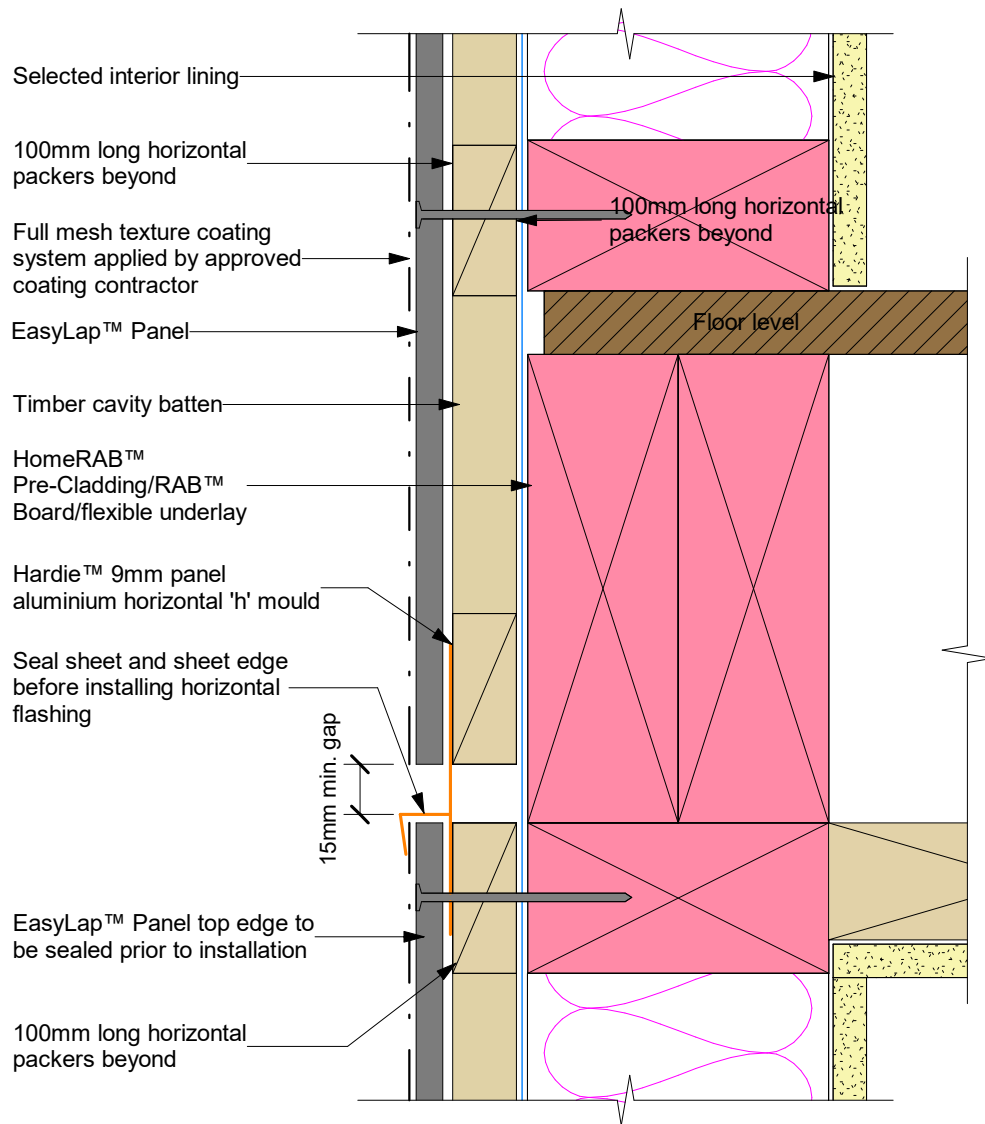 Selected interior lining
100mm long horizontal
packers beyond
100mm long horizontal
packers beyond
Full mesh texture coating
system applied by approved
coating contractor
EasyLap™ Panel
Floor level
Timber cavity batten
HomeRAB™
Pre-Cladding/RAB™
Board/flexible underlay
Hardie™ 9mm panel
aluminium horizontal 'h' mould
Seal sheet and sheet edge
before installing horizontal
flashing
15mm min. gap
EasyLap™ Panel top edge to
be sealed prior to installation
100mm long horizontal
packers beyond